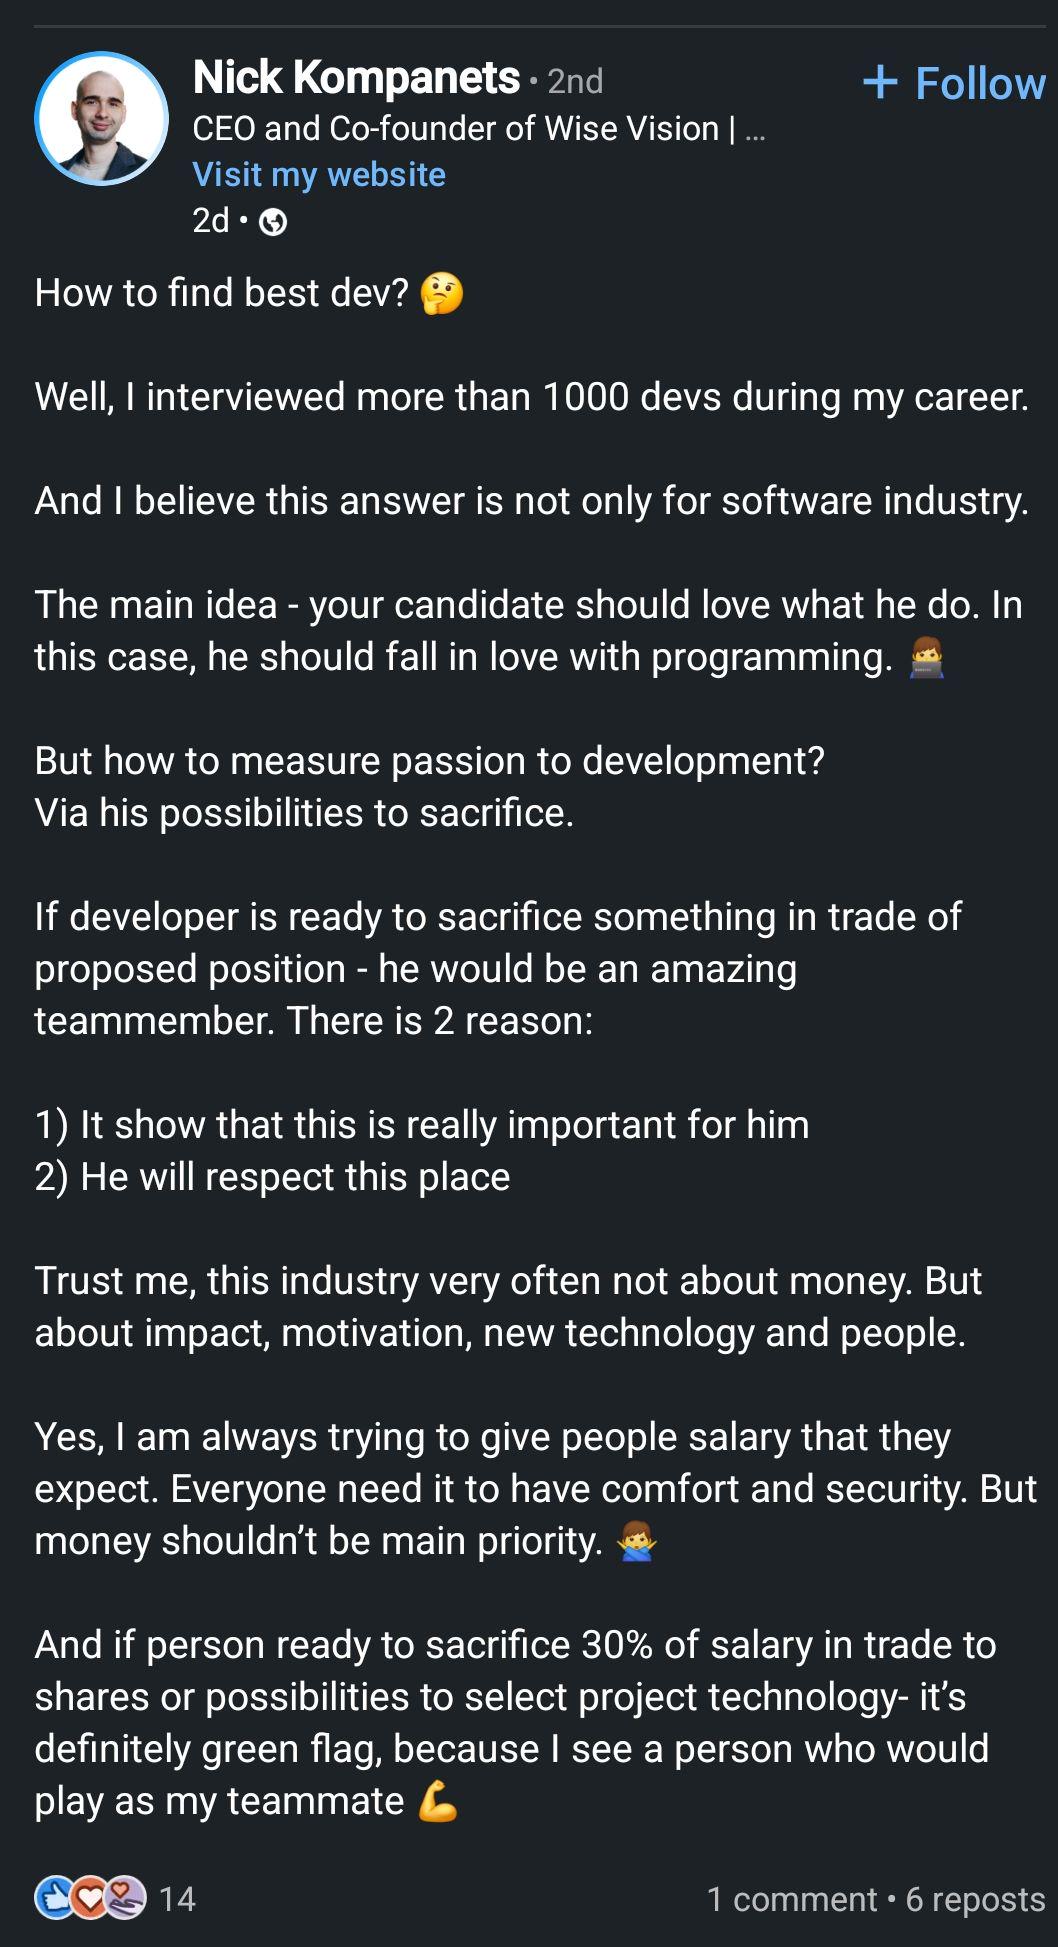 Nick Kompanets • 2nd
+ Follow
CEO and Co-founder of Wise Vision | ...
Visit my website
2d •
How to find best dev? 🤔
Well, I interviewed more than 1000 devs during my career.
And I believe this answer is not only for software industry.
The main idea - your candidate should love what he do. In
this case, he should fall in love with programming. 👨‍💻
But how to measure passion to development?
Via his possibilities to sacrifice.
If developer is ready to sacrifice something in trade of
proposed position - he would be an amazing
teammember. There is 2 reason:
1) It show that this is really important for him
2) He will respect this place
Trust me, this industry very often not about money. But
about impact, motivation, new technology and people.
Yes, I am always trying to give people salary that they
expect. Everyone need it to have comfort and security. But
money shouldn't be main priority. 🙅‍♂️
And if person ready to sacrifice 30% of salary in trade to
shares or possibilities to select project technology- it's
definitely green flag, because I see a person who would
play as my teammate 💪
14
1 comment • 6 reposts